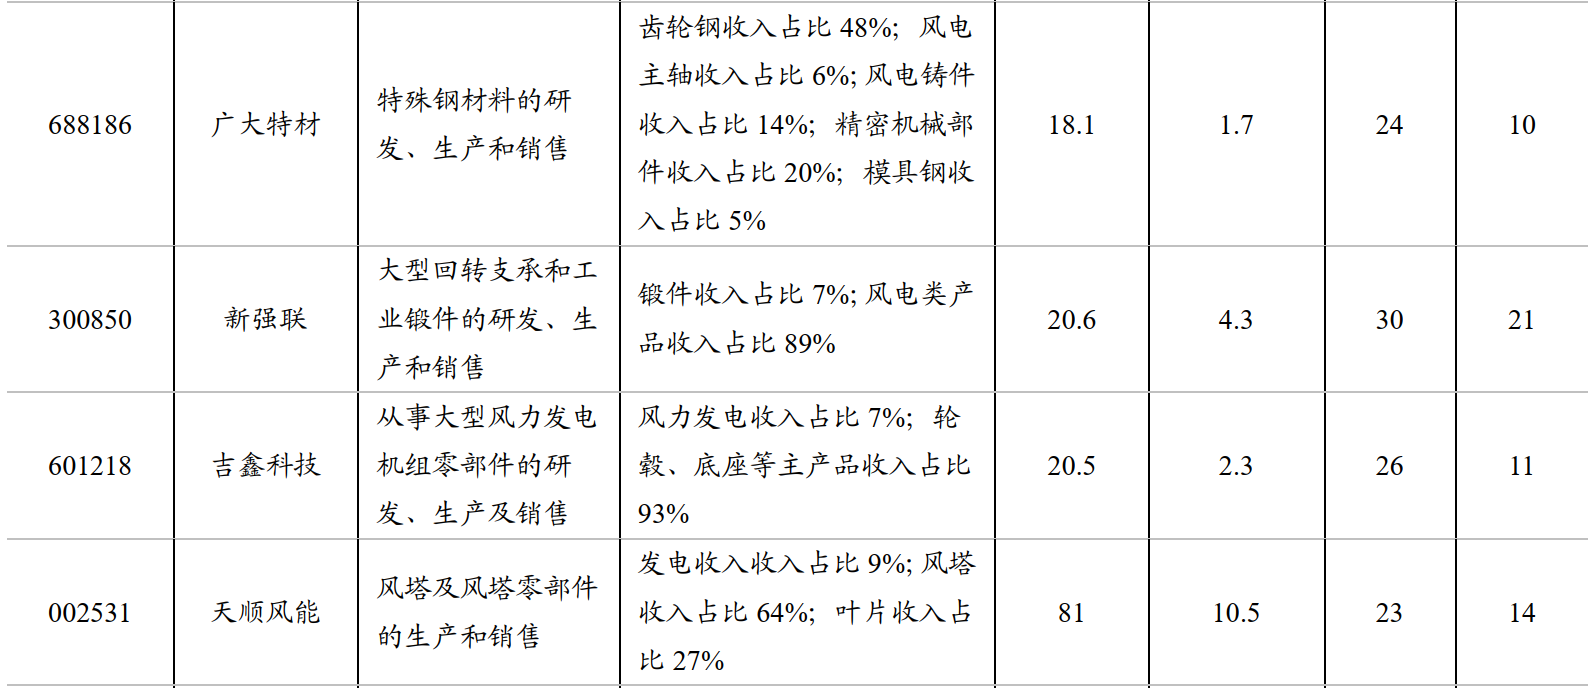 688186
广大特材
特殊钢材料的研
发、生产和销售
齿轮钢收入占比 48%; 风电
主轴收入占比 6%; 风电铸件
收入占比 14%; 精密机械部
件收入占比 20%; 模具钢收
入占比 5%
18.1
1.7
24
10
300850
新强联
大型回转支承和工
业锻件的研发、生
产和销售
锻件收入占比 7%; 风电类产
品收入占比 89%
20.6
4.3
30
21
601218
吉鑫科技
从事大型风力发电
机组零部件的研
发、生产及销售
风力发电收入占比 7%; 轮
毂、底座等主产品收入占比
93%
20.5
2.3
26
11
002531
天顺风能
风塔及风塔零部件
的生产和销售
发电收入收入占比 9%; 风塔
收入占比 64%; 叶片收入占
比 27%
81
10.5
23
14